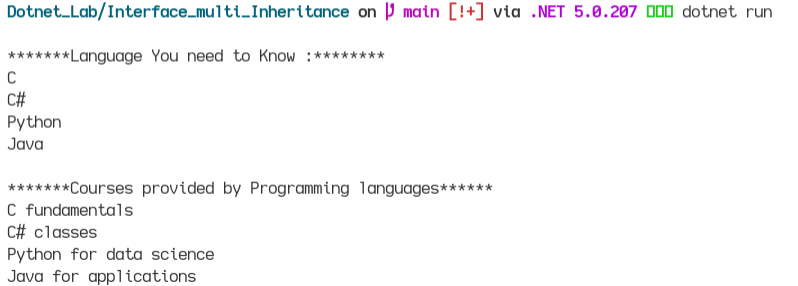 Dotnet_Lab/Interface_multi_Inheritance on main [!+] via .NET 5.0.207 dotnet run
*******Language You need to Know :********
C
C#
Python
Java
*******Courses provided by Programming languages******
C fundamentals
C# classes
Python for data science
Java for applications